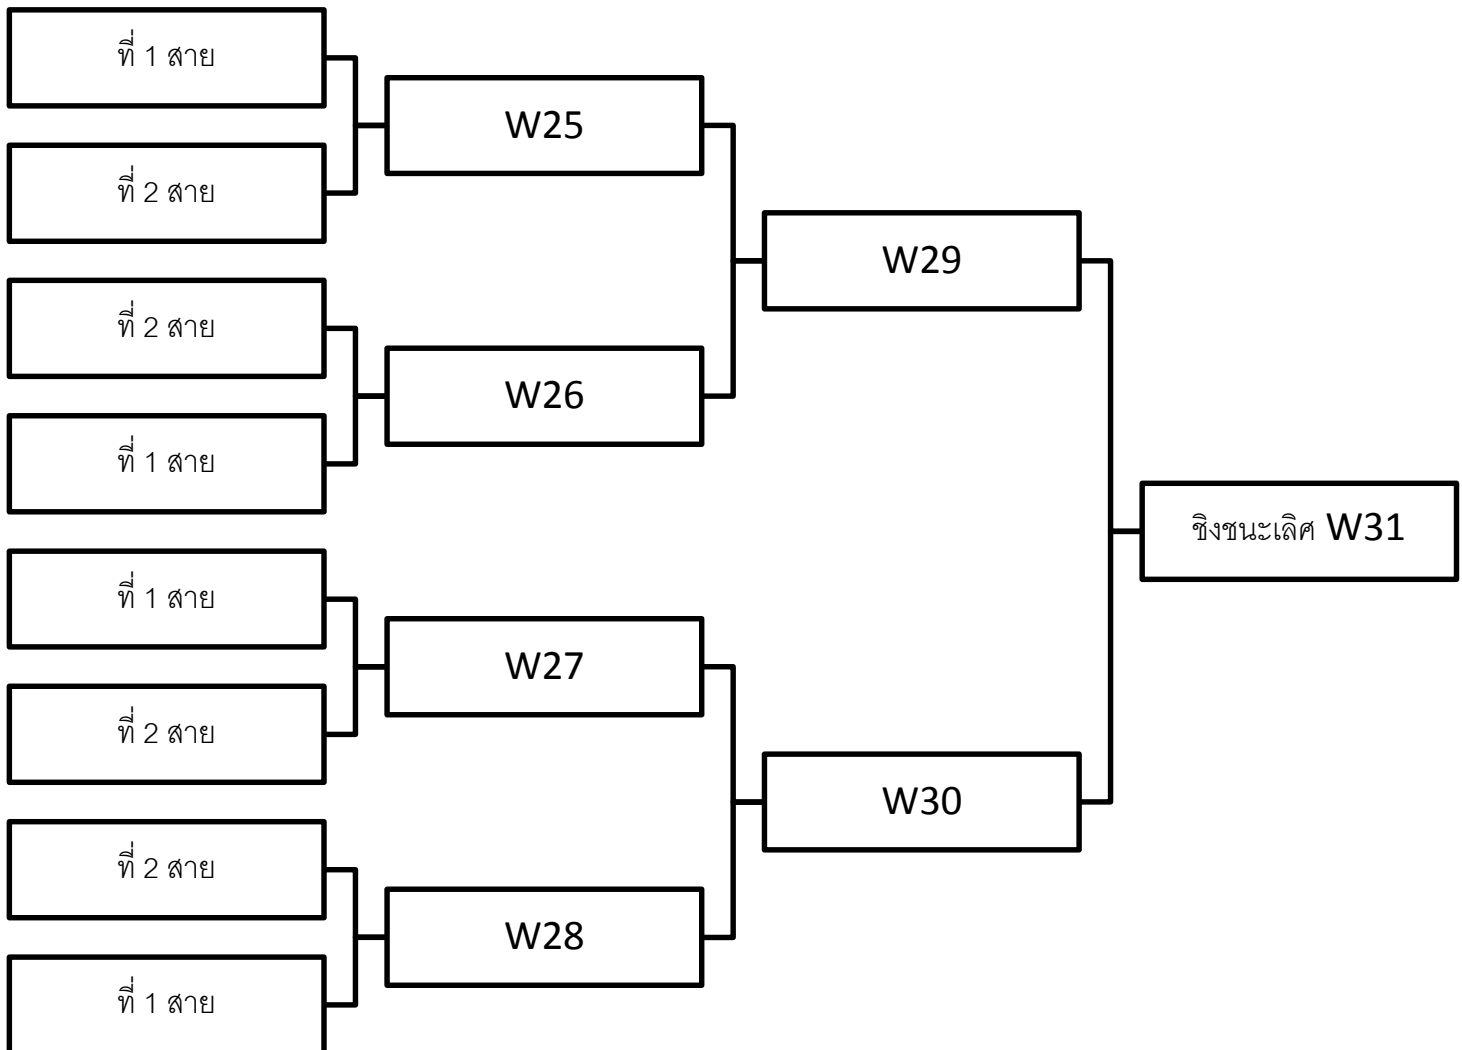 ที่ 1 สาย
ที่ 2 สาย
ที่ 2 สาย
ที่ 1 สาย
ที่ 1 สาย
ที่ 2 สาย
ที่ 2 สาย
ที่ 1 สาย
W25
W26
W27
W28
W29
W30
ชิงชนะเลิศ W31